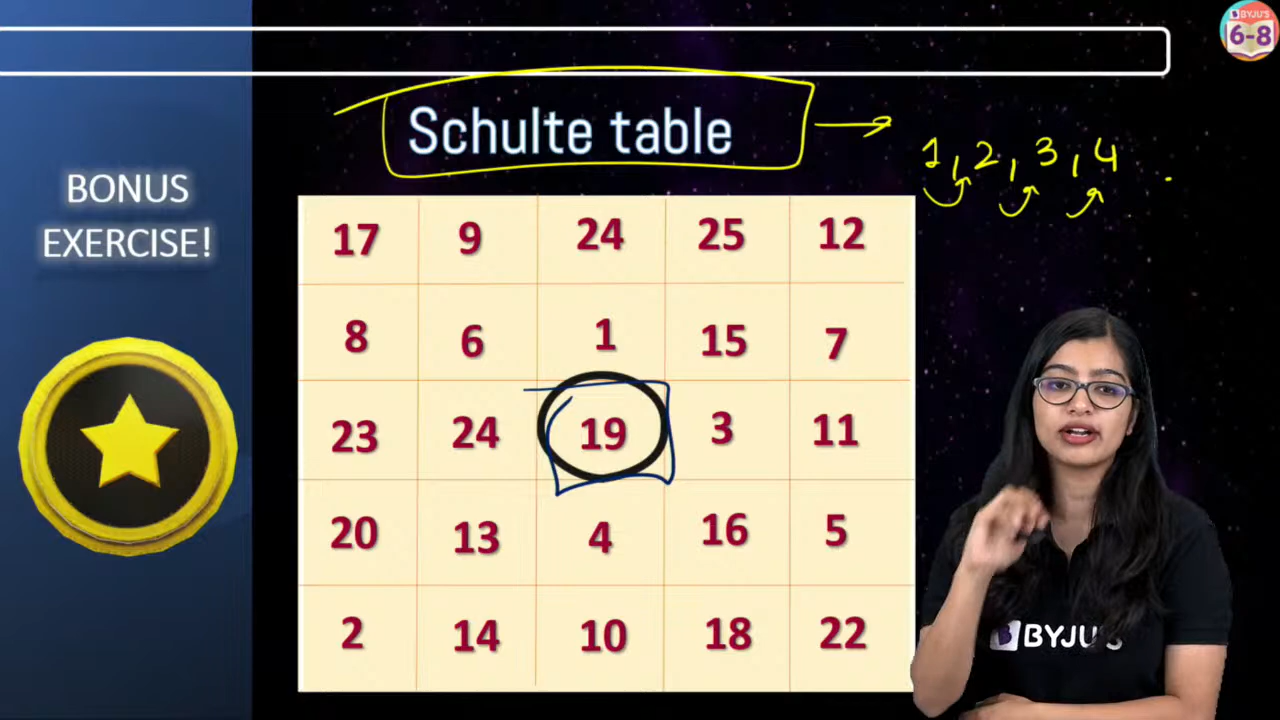 BYJU'S
6-8
Schulte table
1, 2, 3, 4 .
BONUS
EXERCISE!
17 9 24 25 12
8 6 1 15 7
23 24 19 3 11
20 13 4 16 5
2 14 10 18 22
BYJU'S